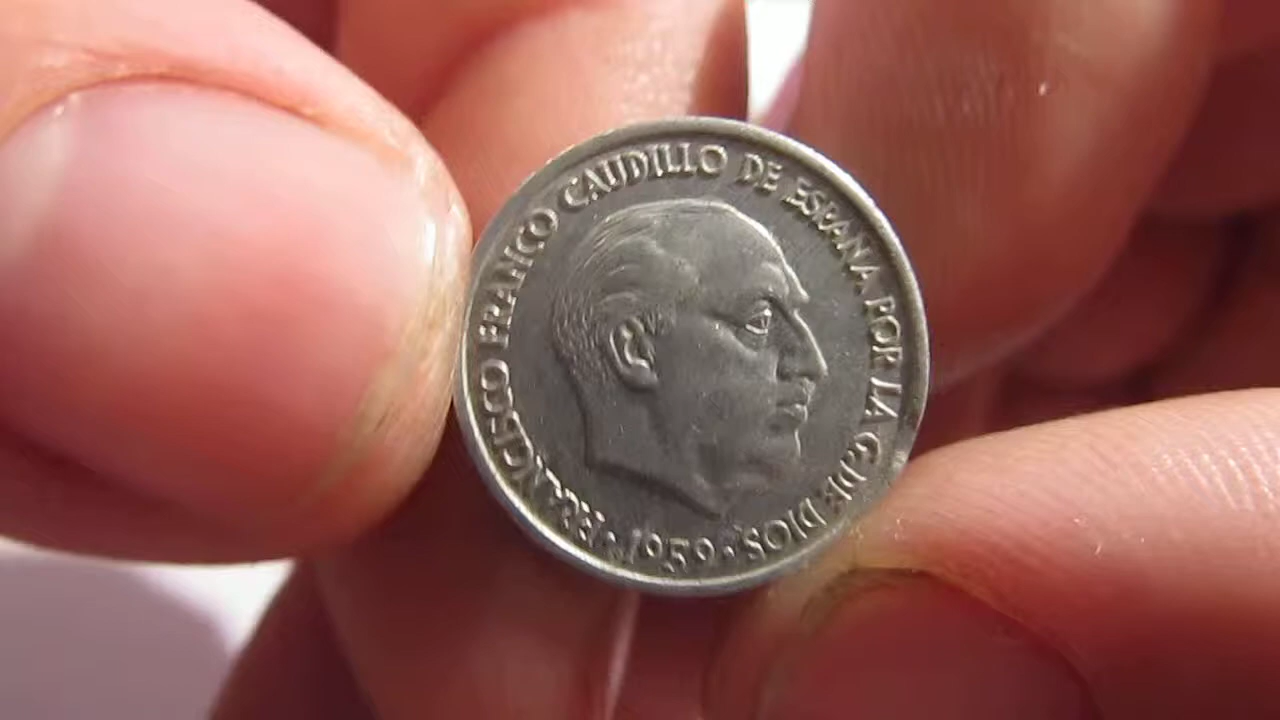 FRANCISCO FRANCO CAUDILLO DE ESPAÑA POR LA G. DE DIOS
· 1959 ·